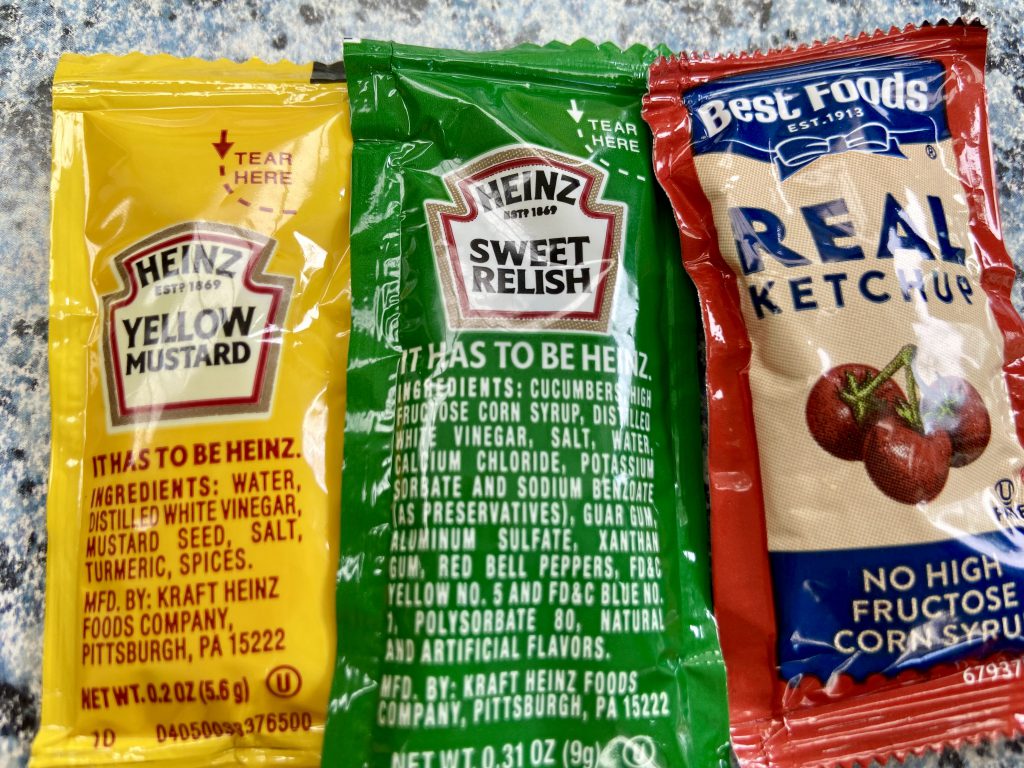 TEAR
HERE
HEINZ
ESTD 1869
YELLOW
MUSTARD
IT HAS TO BE HEINZ.
INGREDIENTS: WATER,
DISTILLED WHITE VINEGAR,
MUSTARD SEED, SALT,
TURMERIC, SPICES.
MFD. BY: KRAFT HEINZ
FOODS COMPANY,
PITTSBURGH, PA 15222
NET WT. 0.2 OZ (5.6 g) U
7D
TEAR
HERE
HEINZ
ESTD 1869
SWEET
RELISH
IT HAS TO BE HEINZ.
INGREDIENTS: CUCUMBERS, HIGH
FRUCTOSE CORN SYRUP, DISTILLED
WHITE VINEGAR, SALT, WATER,
CALCIUM CHLORIDE, POTASSIUM
SORBATE AND SODIUM BENZOATE
(AS PRESERVATIVES), GUAR GUM,
ALUMINUM SULFATE, XANTHAN
GUM, RED BELL PEPPERS, FD&C
YELLOW NO. 5 AND FD&C BLUE NO.
1, POLYSORBATE 80, NATURAL
AND ARTIFICIAL FLAVORS.
MFD. BY: KRAFT HEINZ FOODS
COMPANY, PITTSBURGH, PA 15222
NET WT. 0.31 OZ (9g) U
Best Foods
EST. 1913
®
REAL
KETCHUP
U
NO HIGH
FRUCTOSE
CORN SYRU
67937